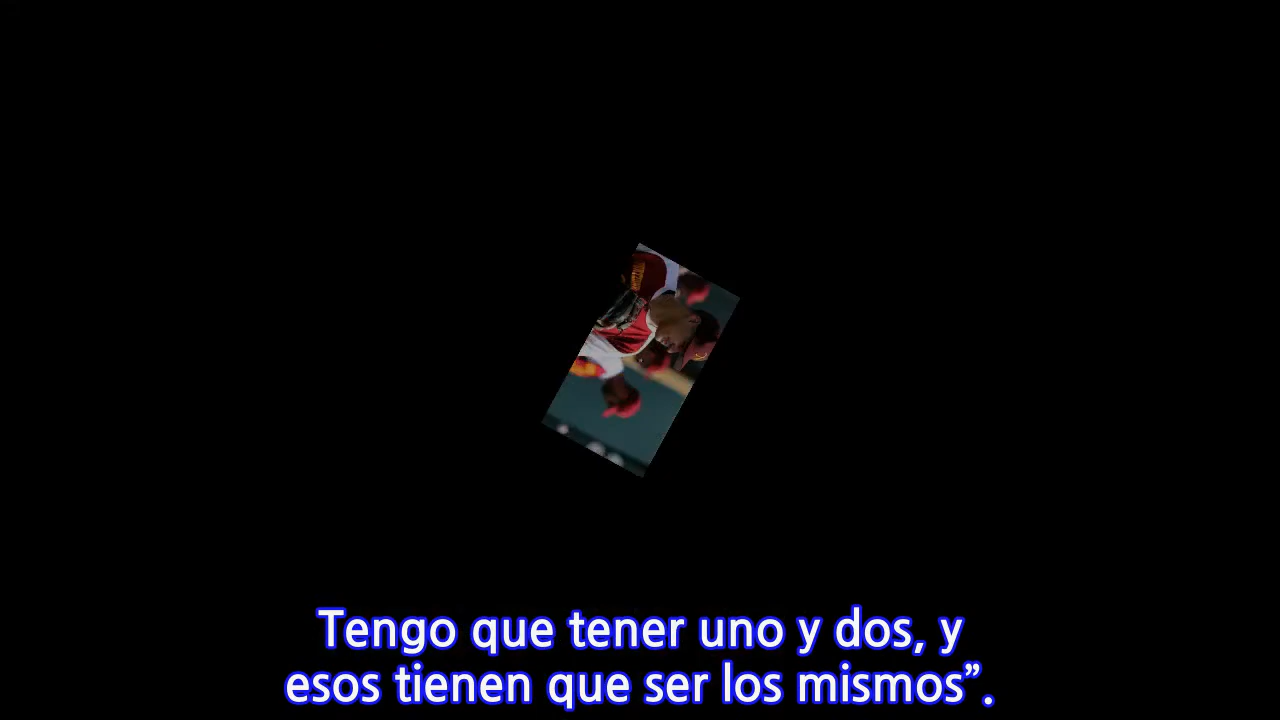 Tengo que tener uno y dos, y
esos tienen que ser los mismos”.